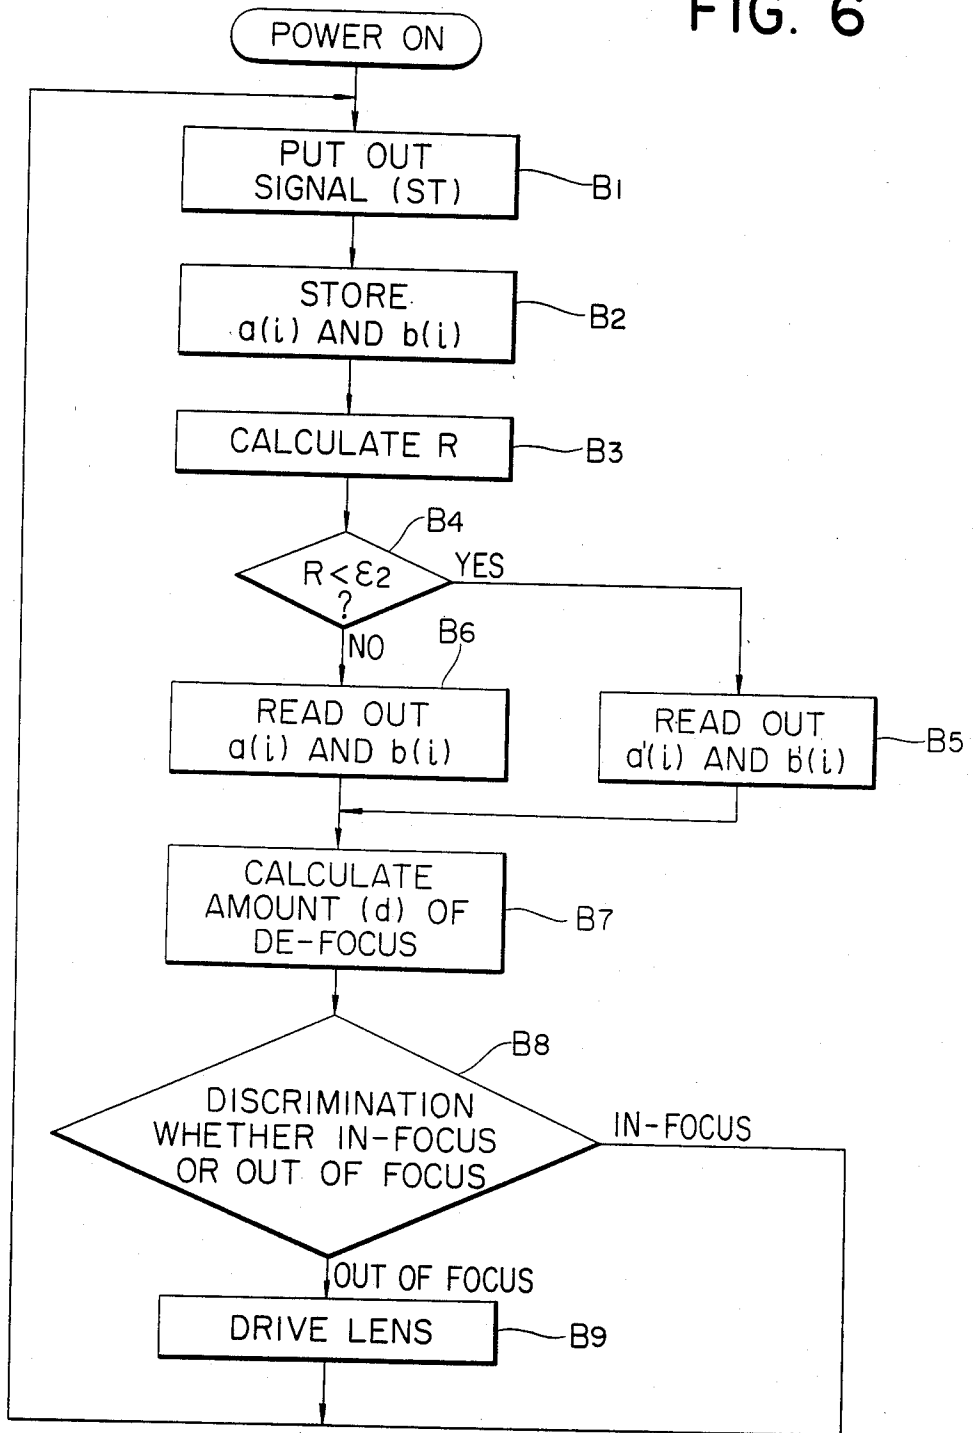 FIG. 6
POWER ON
PUT OUT
SIGNAL (ST)
B1
STORE
a(i) AND b(i)
B2
CALCULATE R
B3
B4
R<ε2
?
YES
NO
B6
READ OUT
a(i) AND b(i)
READ OUT
a'(i) AND b'(i)
B5
CALCULATE
AMOUNT (d) OF
DE-FOCUS
B7
B8
DISCRIMINATION
WHETHER IN-FOCUS
OR OUT OF FOCUS
IN-FOCUS
OUT OF FOCUS
DRIVE LENS
B9